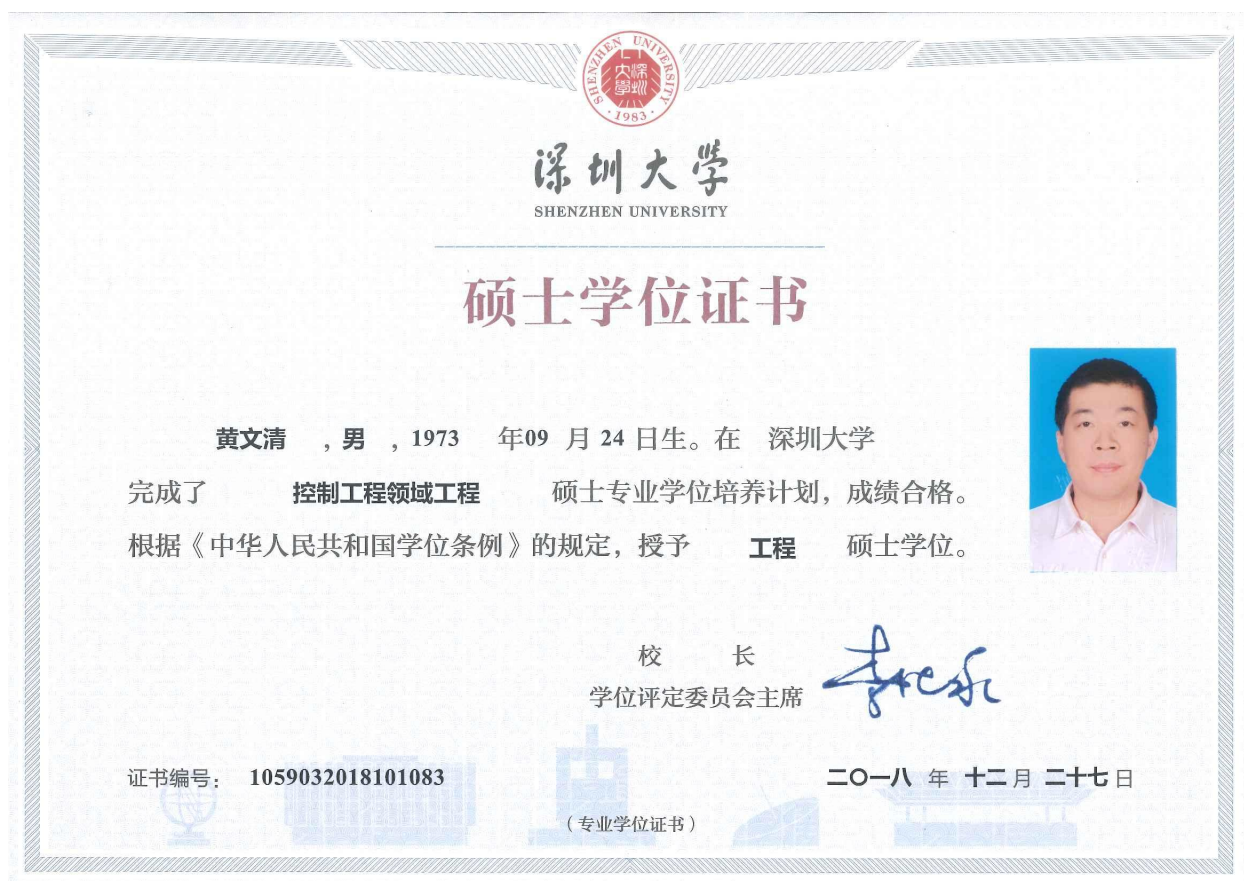 SHENZHEN UNIVERSITY
深圳大學
·1983·
深圳大学
SHENZHEN UNIVERSITY
硕士学位证书
黄文清 ，男 ，1973 年09 月 24 日生。在 深圳大学
完成了 控制工程领域工程 硕士专业学位培养计划，成绩合格。
根据《中华人民共和国学位条例》的规定，授予 工程 硕士学位。
校 长
学位评定委员会主席
证书编号： 1059032018101083
二〇一八 年 十二 月 二十七 日
（专业学位证书）